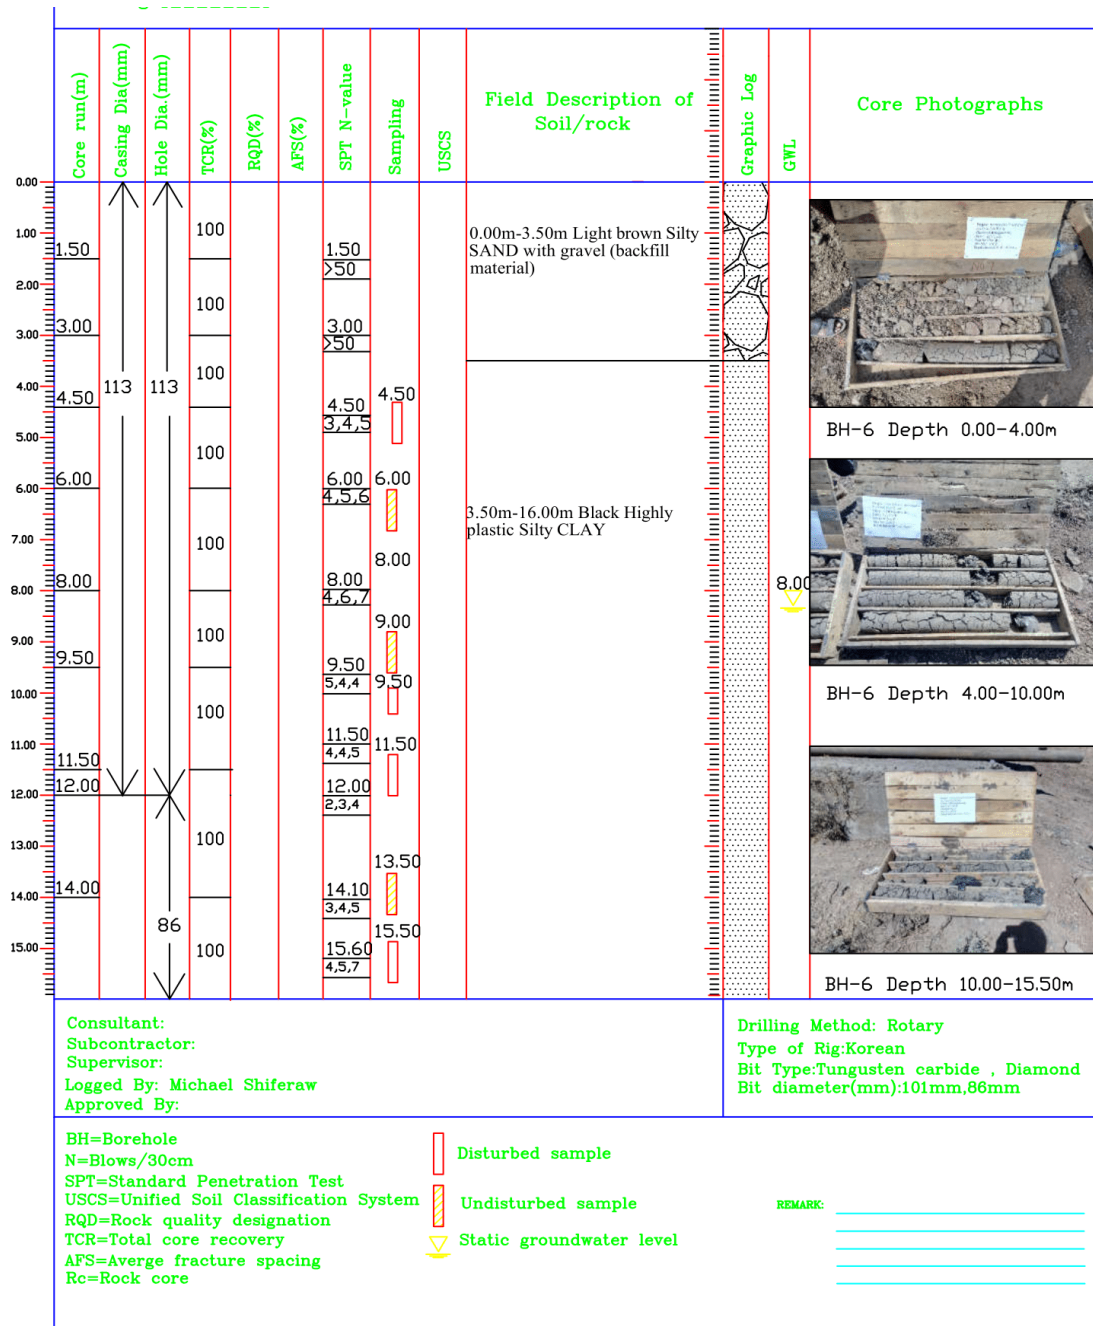 Core run(m)
Casing Dia(mm)
Hole Dia.(mm)
TCR(%)
RQD(%)
AFS(%)
SPT N-value
Sampling
USCS
Field Description of
Soil/rock
Graphic Log
GWL
Core Photographs
0.00
1.00
2.00
3.00
4.00
5.00
6.00
7.00
8.00
9.00
10.00
11.00
12.00
13.00
14.00
15.00
1.50
3.00
4.50
6.00
8.00
9.50
11.50
12.00
14.00
113
113
86
100
100
100
100
100
100
100
100
100
1.50
>50
3.00
>50
4.50
3,4,5
6.00
4,5,6
8.00
4,6,7
9.50
5,4,4
11.50
4,4,5
12.00
2,3,4
14.10
3,4,5
15.60
4,5,7
4.50
6.00
8.00
9.00
9.50
11.50
13.50
15.50
0.00m-3.50m Light brown Silty
SAND with gravel (backfill
material)
3.50m-16.00m Black Highly
plastic Silty CLAY
8.00
BH-6 Depth 0.00-4.00m
BH-6 Depth 4.00-10.00m
BH-6 Depth 10.00-15.50m
Consultant:
Subcontractor:
Supervisor:
Logged By: Michael Shiferaw
Approved By:
Drilling Method: Rotary
Type of Rig:Korean
Bit Type:Tungusten carbide , Diamond
Bit diameter(mm):101mm,86mm
BH=Borehole
N=Blows/30cm
SPT=Standard Penetration Test
USCS=Unified Soil Classification System
RQD=Rock quality designation
TCR=Total core recovery
AFS=Averge fracture spacing
Rc=Rock core
Disturbed sample
Undisturbed sample
Static groundwater level
REMARK: